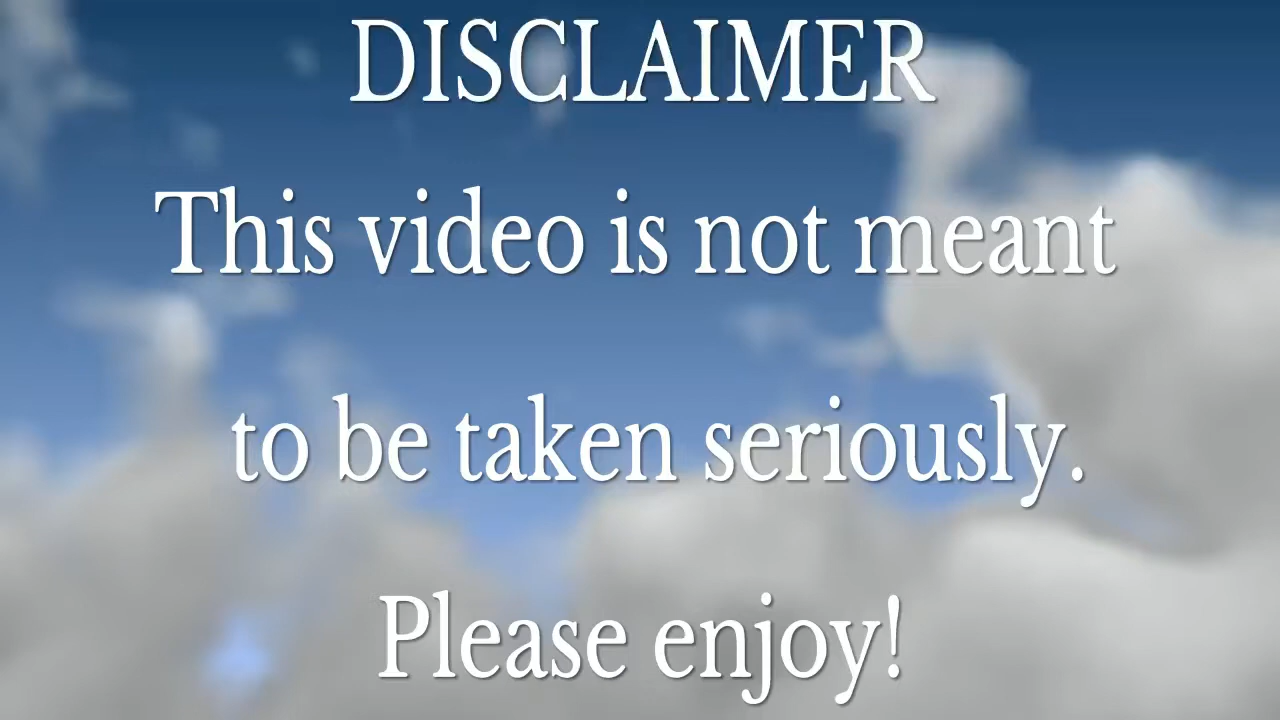 DISCLAIMER
This video is not meant
to be taken seriously.
Please enjoy!